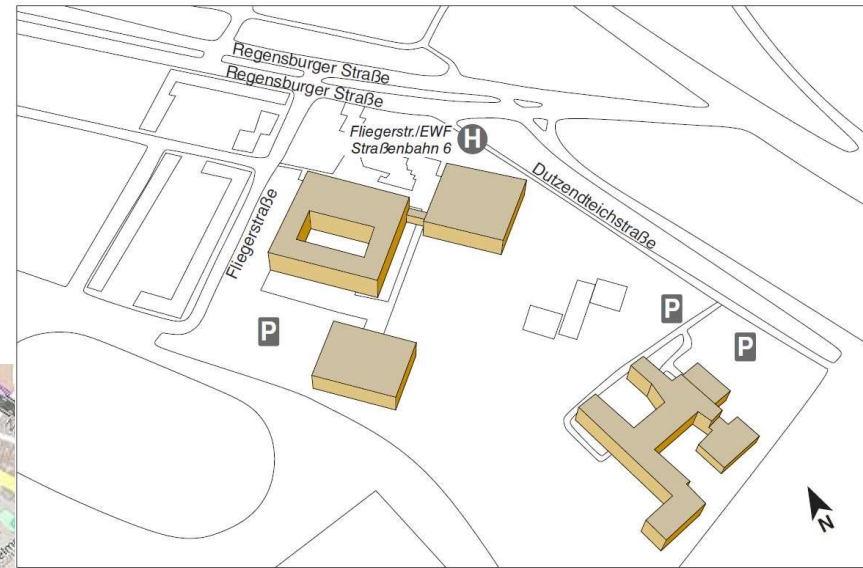 Regensburger Straße
Regensburger Straße
Fliegerstr./EWF
Straßenbahn 6
H
Dutzendteichstraße
Fliegerstraße
P
P
P
N